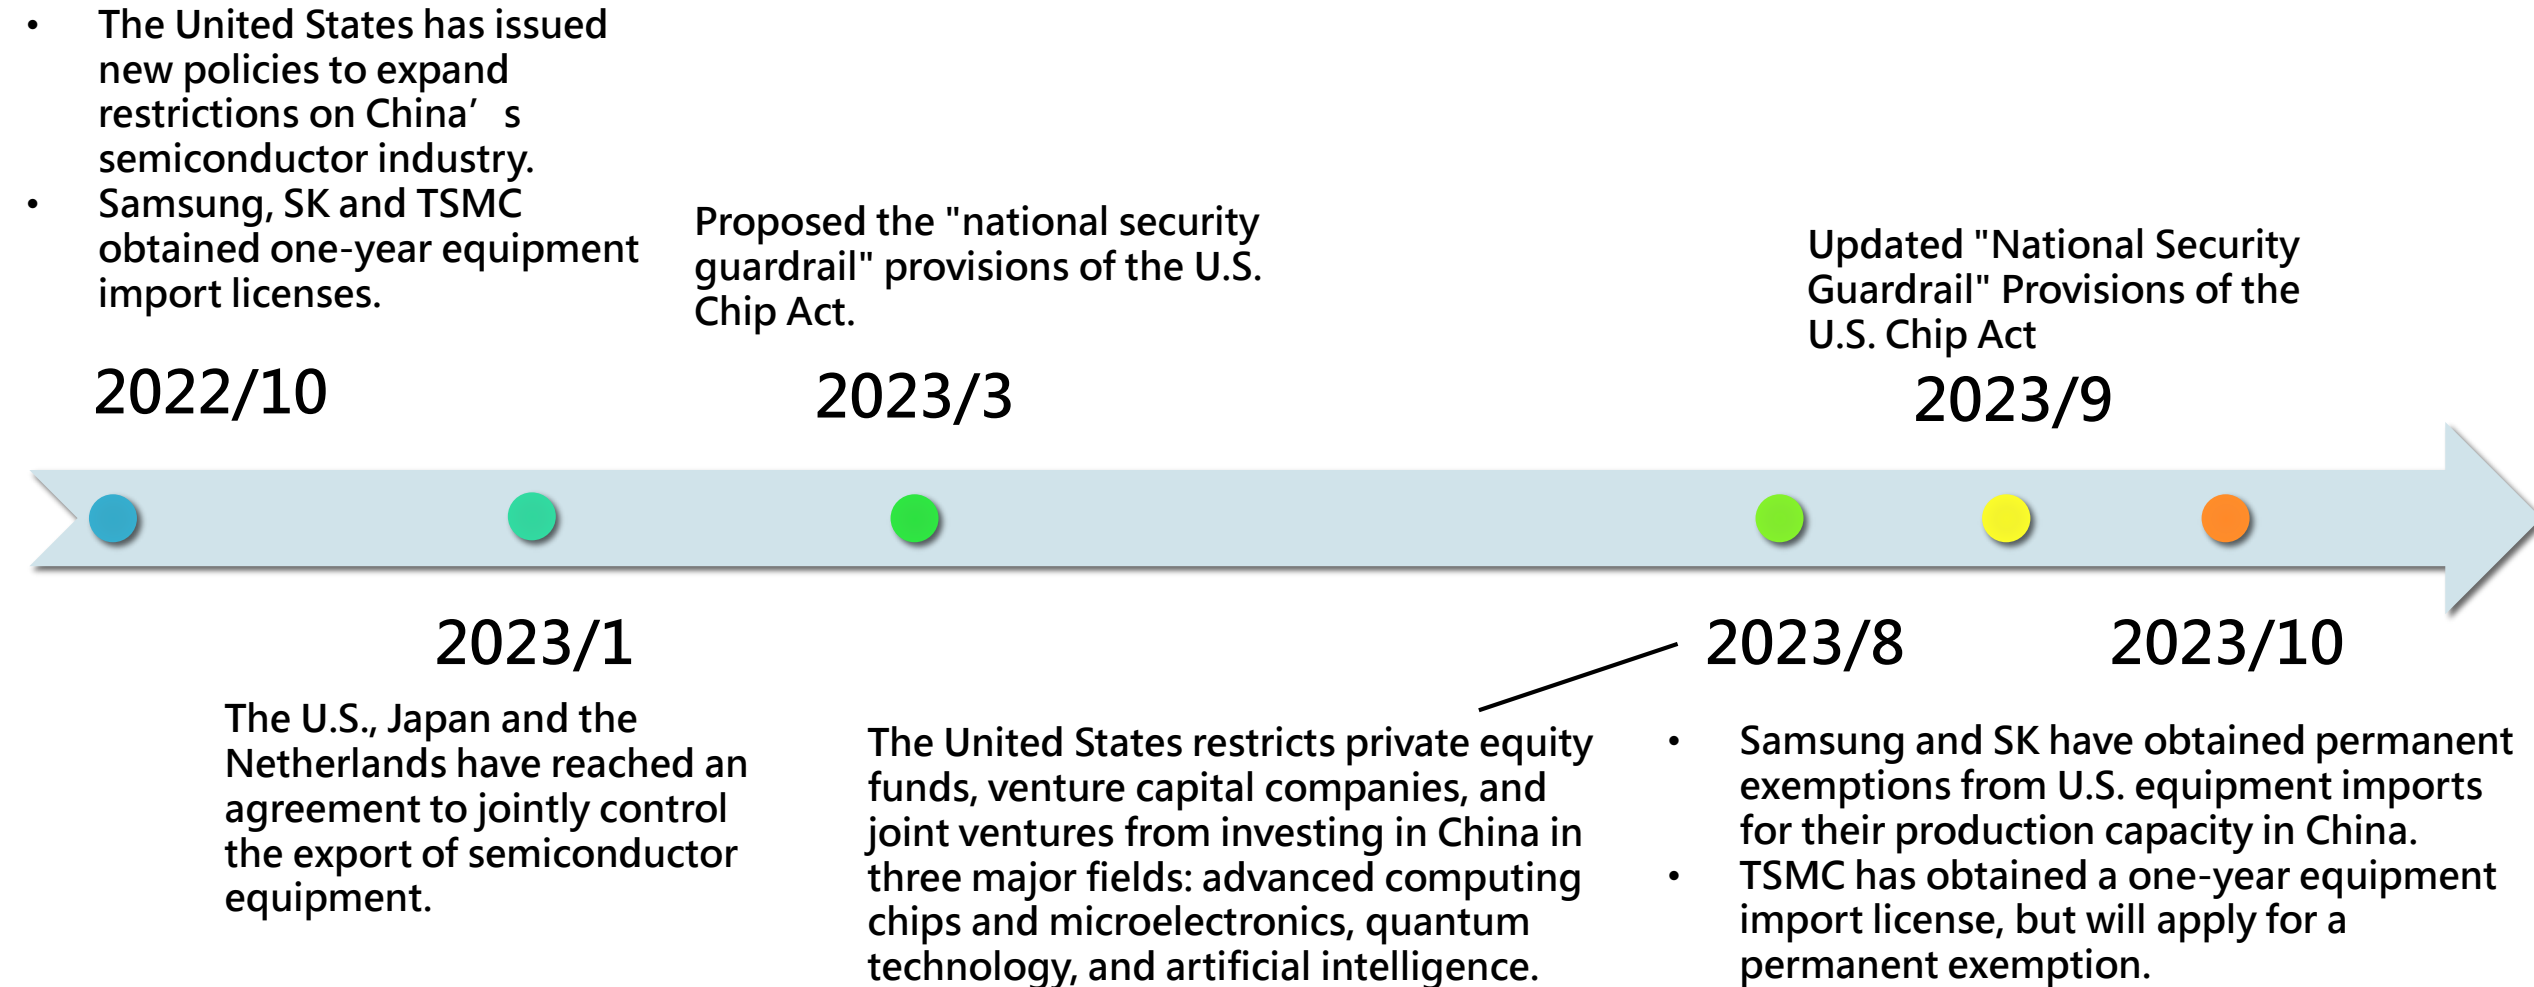 • The United States has issued
new policies to expand
restrictions on China’ s
semiconductor industry.
• Samsung, SK and TSMC
obtained one-year equipment
import licenses.
2022/10
Proposed the "national security
guardrail" provisions of the U.S.
Chip Act.
2023/3
Updated "National Security
Guardrail" Provisions of the
U.S. Chip Act
2023/9
2023/1
The U.S., Japan and the
Netherlands have reached an
agreement to jointly control
the export of semiconductor
equipment.
2023/8
The United States restricts private equity
funds, venture capital companies, and
joint ventures from investing in China in
three major fields: advanced computing
chips and microelectronics, quantum
technology, and artificial intelligence.
2023/10
• Samsung and SK have obtained permanent
exemptions from U.S. equipment imports
for their production capacity in China.
• TSMC has obtained a one-year equipment
import license, but will apply for a
permanent exemption.